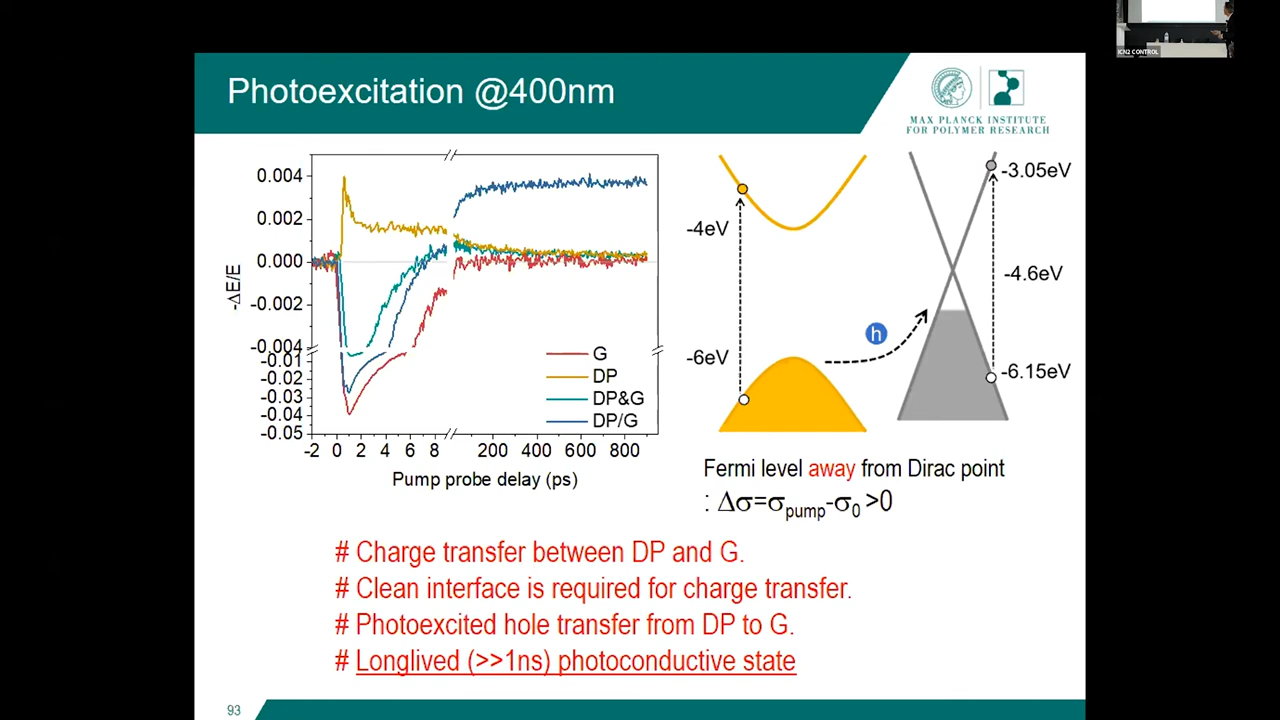 ICN2 CONTROL
Photoexcitation @400nm
MAX PLANCK INSTITUTE
FOR POLYMER RESEARCH
0.004
0.002
0.000
-0.002
-0.004
-0.01
-0.02
-0.03
-0.04
-0.05
-ΔE/E
G
DP
DP&G
DP/G
-2 0 2 4 6 8 200 400 600 800
Pump probe delay (ps)
-4eV
-6eV
h
-3.05eV
-4.6eV
-6.15eV
Fermi level away from Dirac point
: Δσ=σpump-σ0 >0
# Charge transfer between DP and G.
# Clean interface is required for charge transfer.
# Photoexcited hole transfer from DP to G.
# Longlived (>>1ns) photoconductive state
93